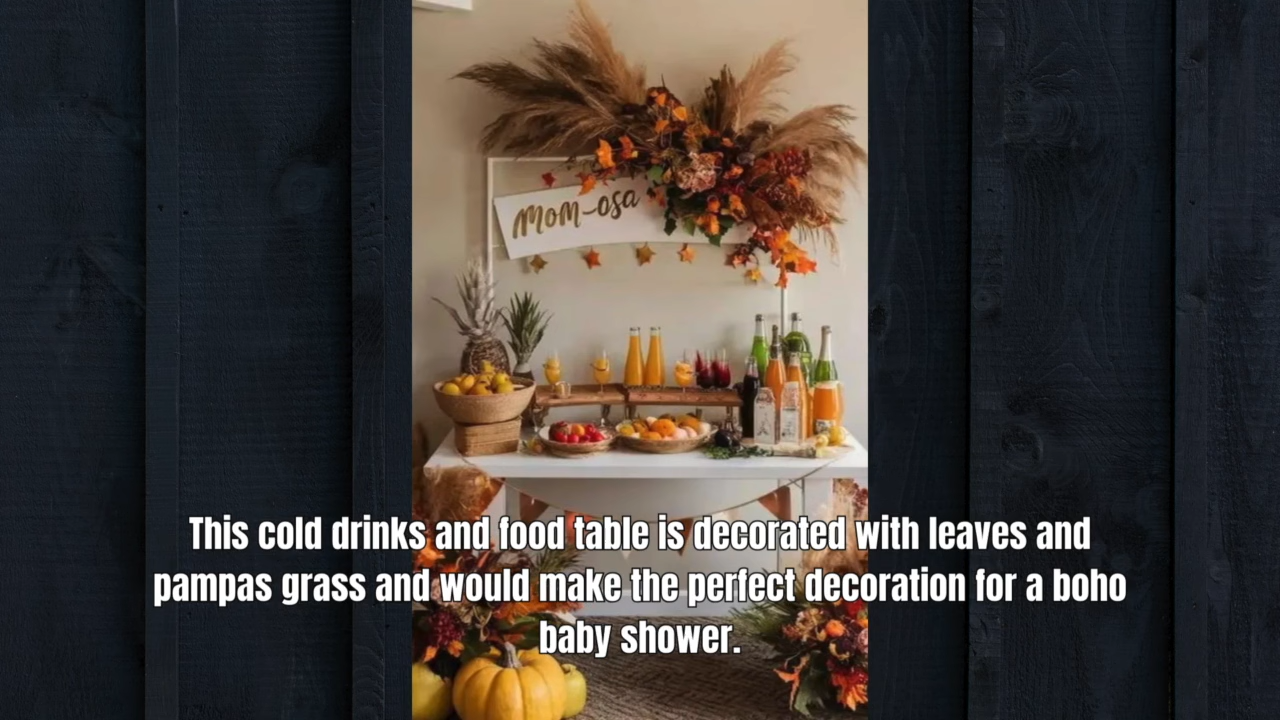 MOM-osa
This cold drinks and food table is decorated with leaves and
pampas grass and would make the perfect decoration for a boho
baby shower.